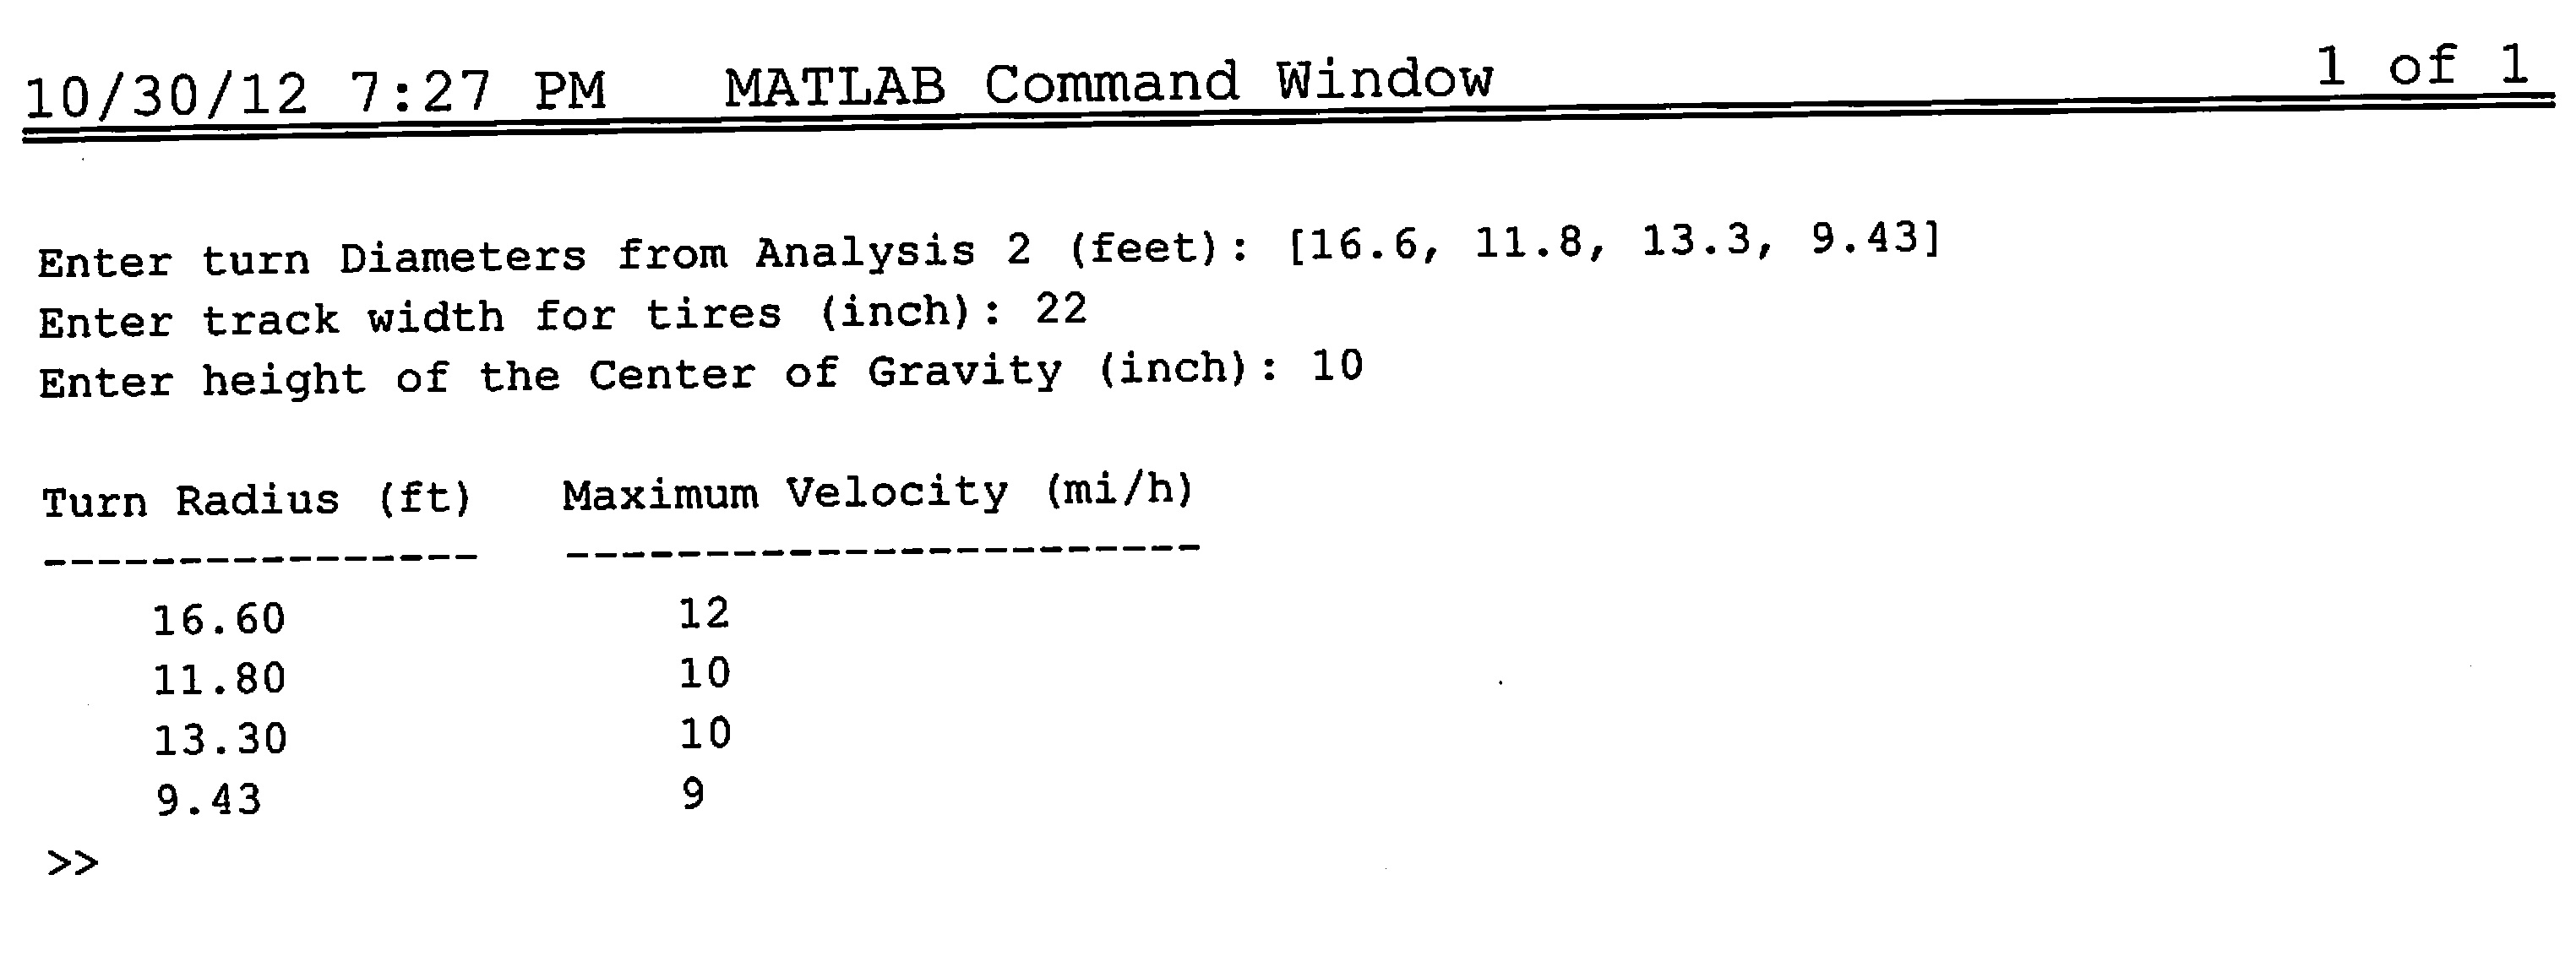 10/30/12 7:27 PM MATLAB Command Window 1 of 1
Enter turn Diameters from Analysis 2 (feet): [16.6, 11.8, 13.3, 9.43]
Enter track width for tires (inch): 22
Enter height of the Center of Gravity (inch): 10
Turn Radius (ft) Maximum Velocity (mi/h)
---------------- -----------------------
16.60 12
11.80 10
13.30 10
9.43 9
>>